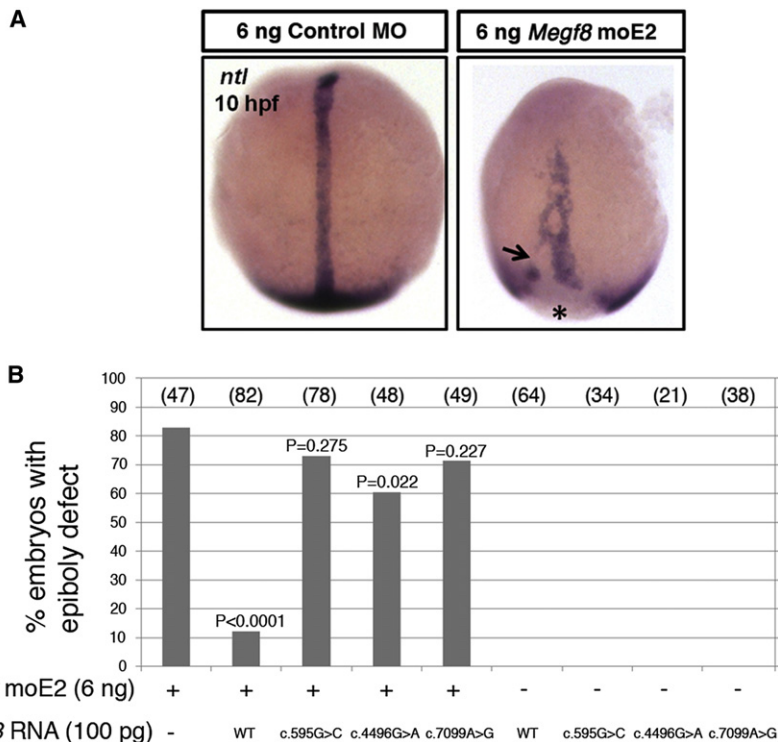 A
6 ng Control MO
6 ng Megf8 moE2
ntl
10 hpf
*
B
% embryos with
epiboly defect
100
90
80
70
60
50
40
30
20
10
0
(47) (82) (78) (48) (49) (64) (34) (21) (38)
P<0.0001
P=0.275
P=0.022
P=0.227
moE2 (6 ng) + + + + + - - - -
RNA (100 pg) - WT c.595G>C c.4496G>A c.7099A>G WT c.595G>C c.4496G>A c.7099A>G